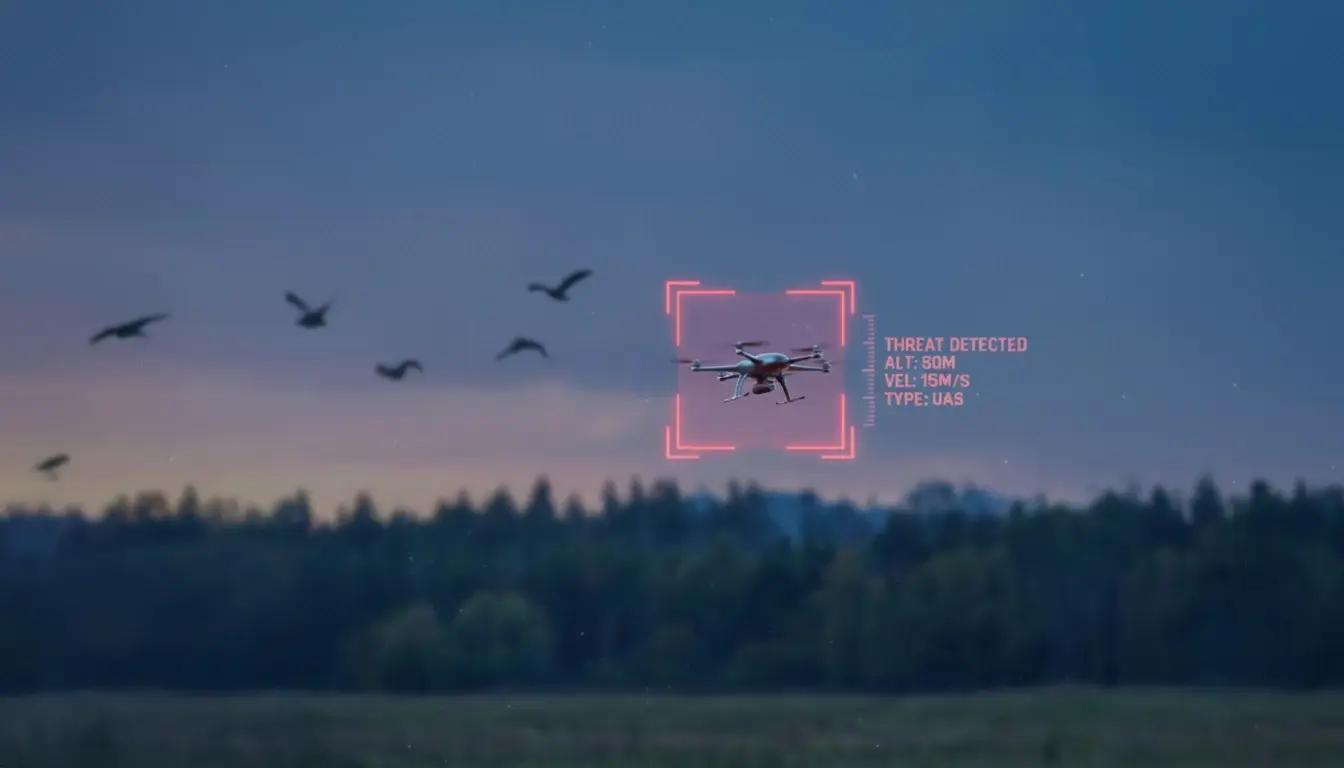 THREAT DETECTED
ALT: 80M
VEL: 15M/S
TYPE: UAS